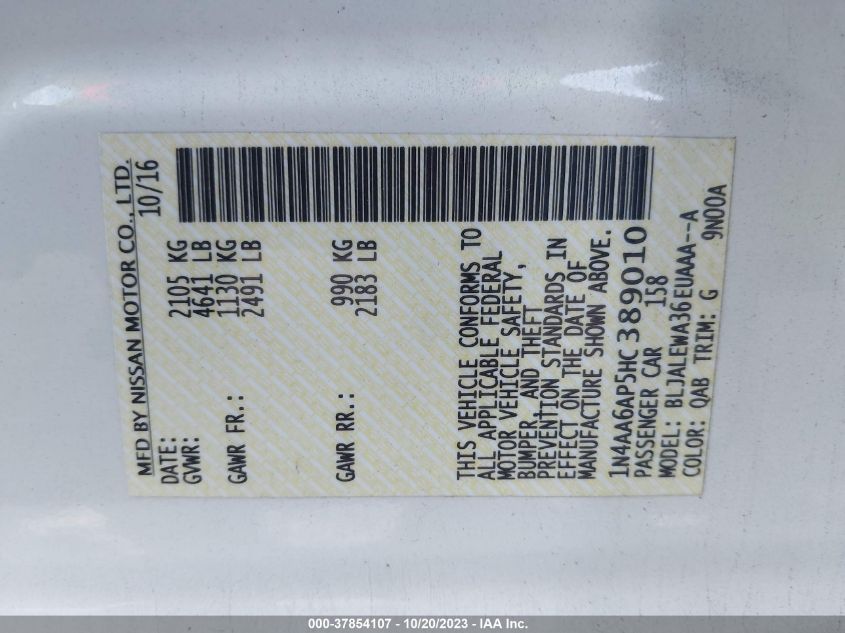 MFD BY NISSAN MOTOR CO., LTD.
DATE: 10/16
GVWR: 2105 KG
4641 LB
GAWR FR.: 1130 KG
2491 LB
GAWR RR.: 990 KG
2183 LB
THIS VEHICLE CONFORMS TO
ALL APPLICABLE FEDERAL
MOTOR VEHICLE SAFETY,
BUMPER, AND THEFT
PREVENTION STANDARDS IN
EFFECT ON THE DATE OF
MANUFACTURE SHOWN ABOVE.
1N4AA6AP5HC389010
PASSENGER CAR 158
MODEL: BLJALEWA36EUAAA--A
COLOR: QAB TRIM: G 9N00A
000-37854107 - 10/20/2023 - IAA Inc.